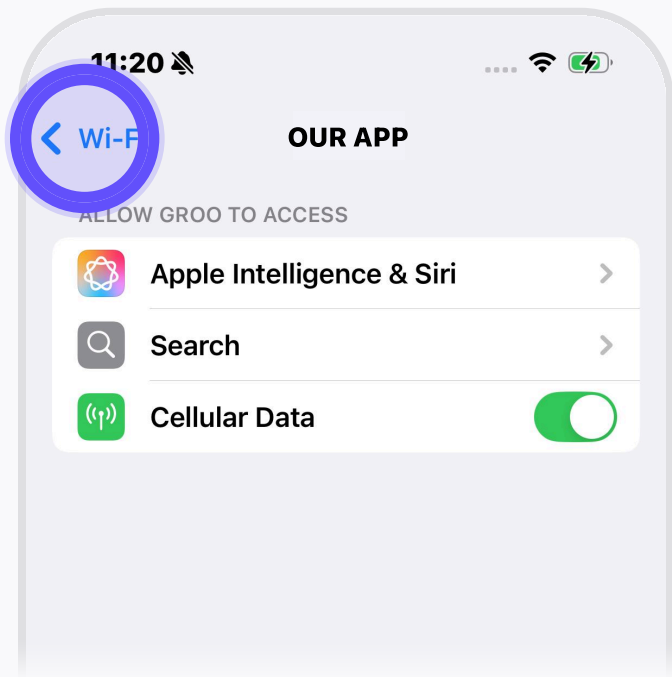 11:20
Wi-F
OUR APP
ALLOW GROO TO ACCESS
Apple Intelligence & Siri
Search
Cellular Data